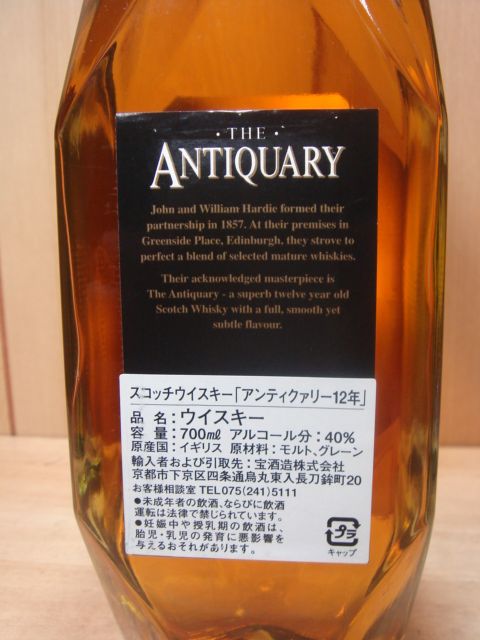 · THE ·
ANTIQUARY
John and William Hardie formed their
partnership in 1857. At their premises in
Greenside Place, Edinburgh, they strove to
perfect a blend of selected mature whiskies.
Their acknowledged masterpiece is
The Antiquary - a superb twelve year old
Scotch Whisky with a full, smooth yet
subtle flavour.
スコッチウイスキー「アンティクァリー12年」
品 名：ウイスキー
容 量：700㎖ アルコール分：40%
原産国：イギリス 原材料：モルト、グレーン
輸入者および引取先：宝酒造株式会社
京都市下京区四条通烏丸東入長刀鉾町20
お客様相談室 TEL075(241)5111
●未成年者の飲酒、ならびに飲酒
運転は法律で禁じられています。
●妊娠中や授乳期の飲酒は、
胎児・乳児の発育に悪影響を
与えるおそれがあります。
プラ
キャップ